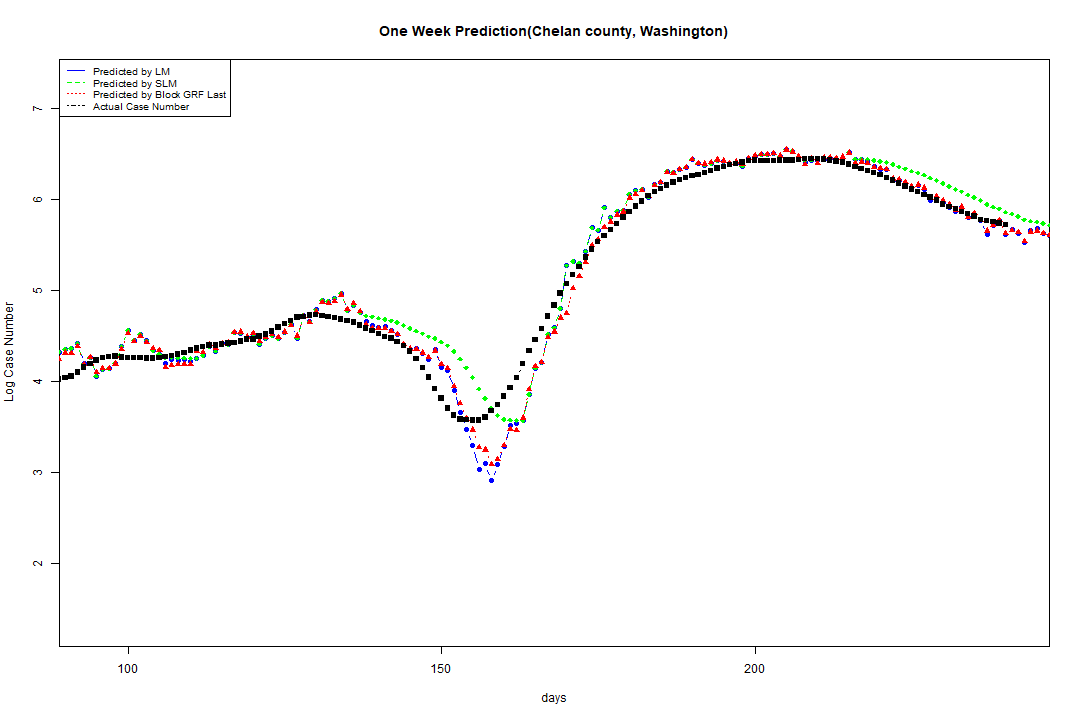 One Week Prediction(Chelan county, Washington)
Predicted by LM
Predicted by SLM
Predicted by Block GRF Last
Actual Case Number
7
6
5
4
3
2
Log Case Number
100 150 200
days